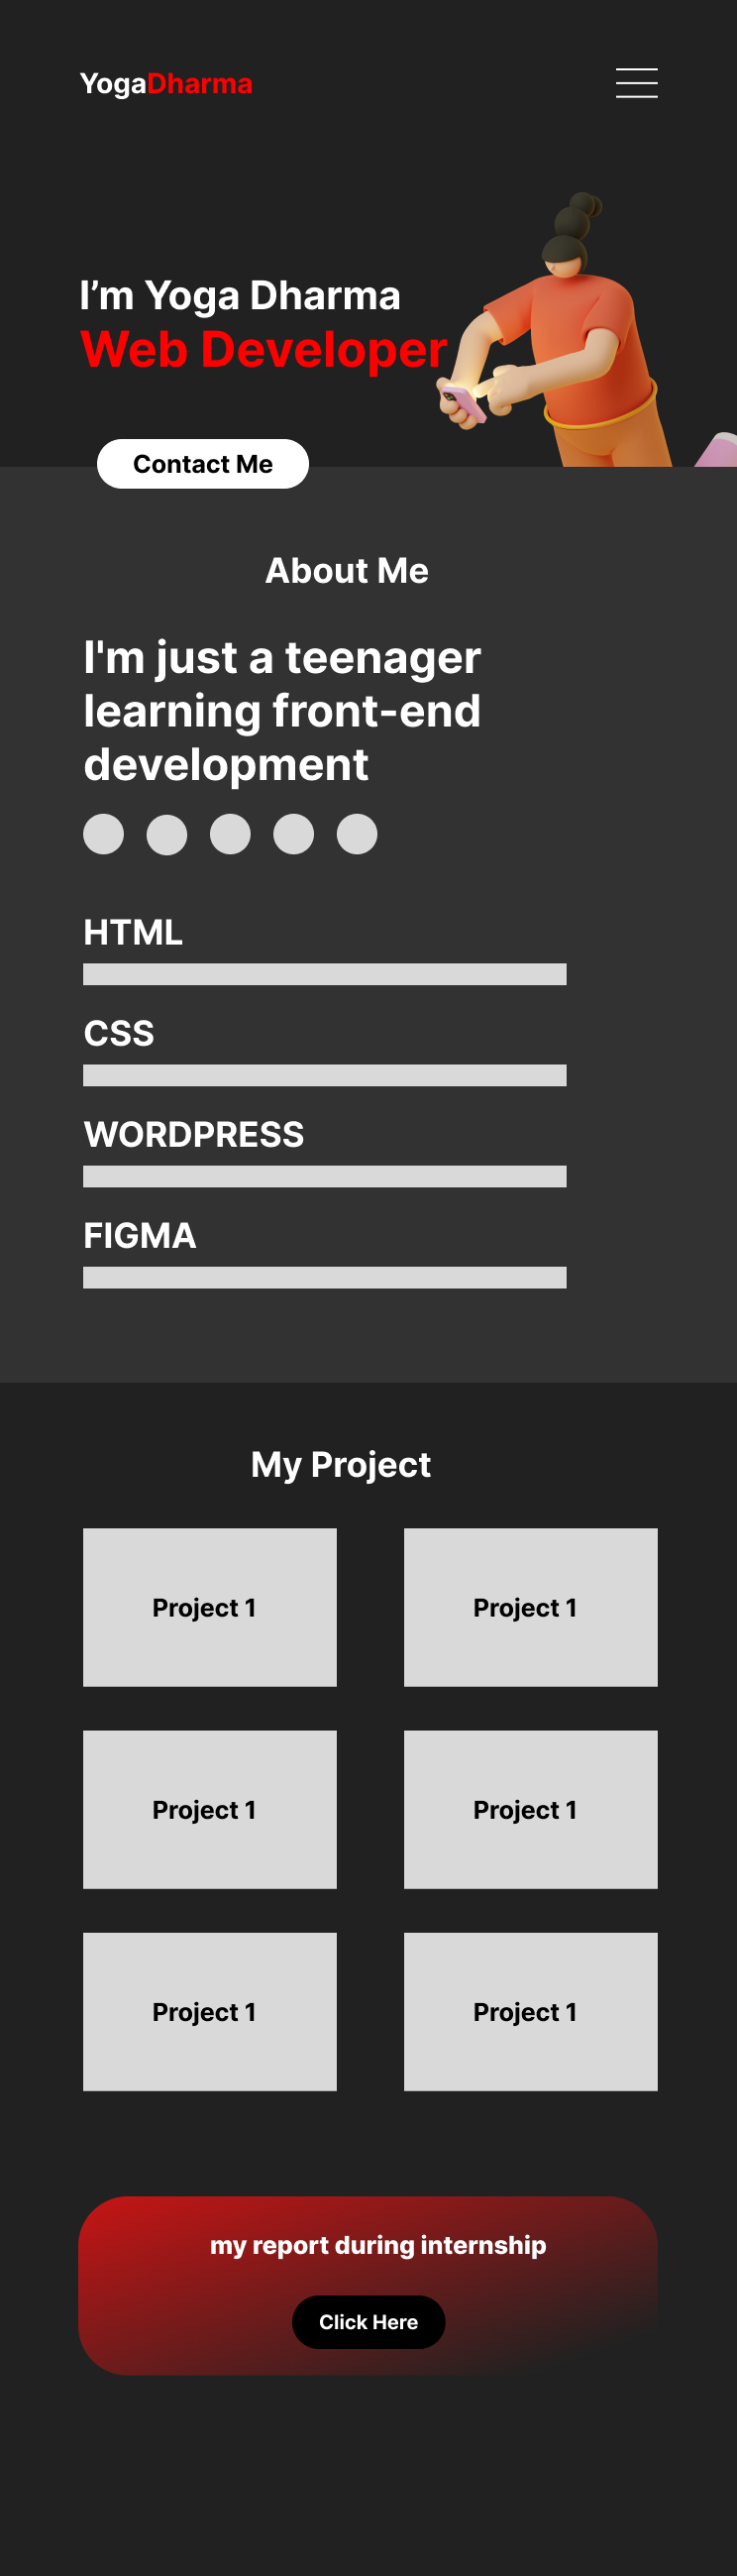 YogaDharma
I’m Yoga Dharma
Web Developer
Contact Me
About Me
I'm just a teenager
learning front-end
development
HTML
CSS
WORDPRESS
FIGMA
My Project
Project 1
Project 1
Project 1
Project 1
Project 1
Project 1
my report during internship
Click Here